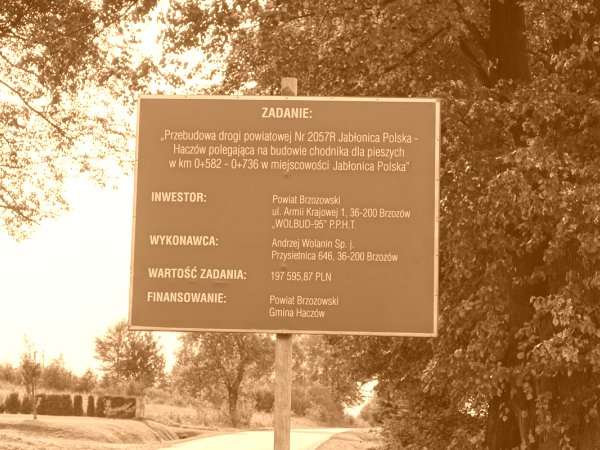 ZADANIE:
„Przebudowa drogi powiatowej Nr 2057R Jabłonica Polska -
Haczów polegająca na budowie chodnika dla pieszych
w km 0+582 - 0+736 w miejscowości Jabłonica Polska"
INWESTOR: Powiat Brzozowski
ul. Armii Krajowej 1, 36-200 Brzozów
„WOLBUD-95" P.P.H.T.
WYKONAWCA: Andrzej Wolanin Sp. j.
Przysietnica 646, 36-200 Brzozów
WARTOŚĆ ZADANIA: 197 595,87 PLN
FINANSOWANIE: Powiat Brzozowski
Gmina Haczów